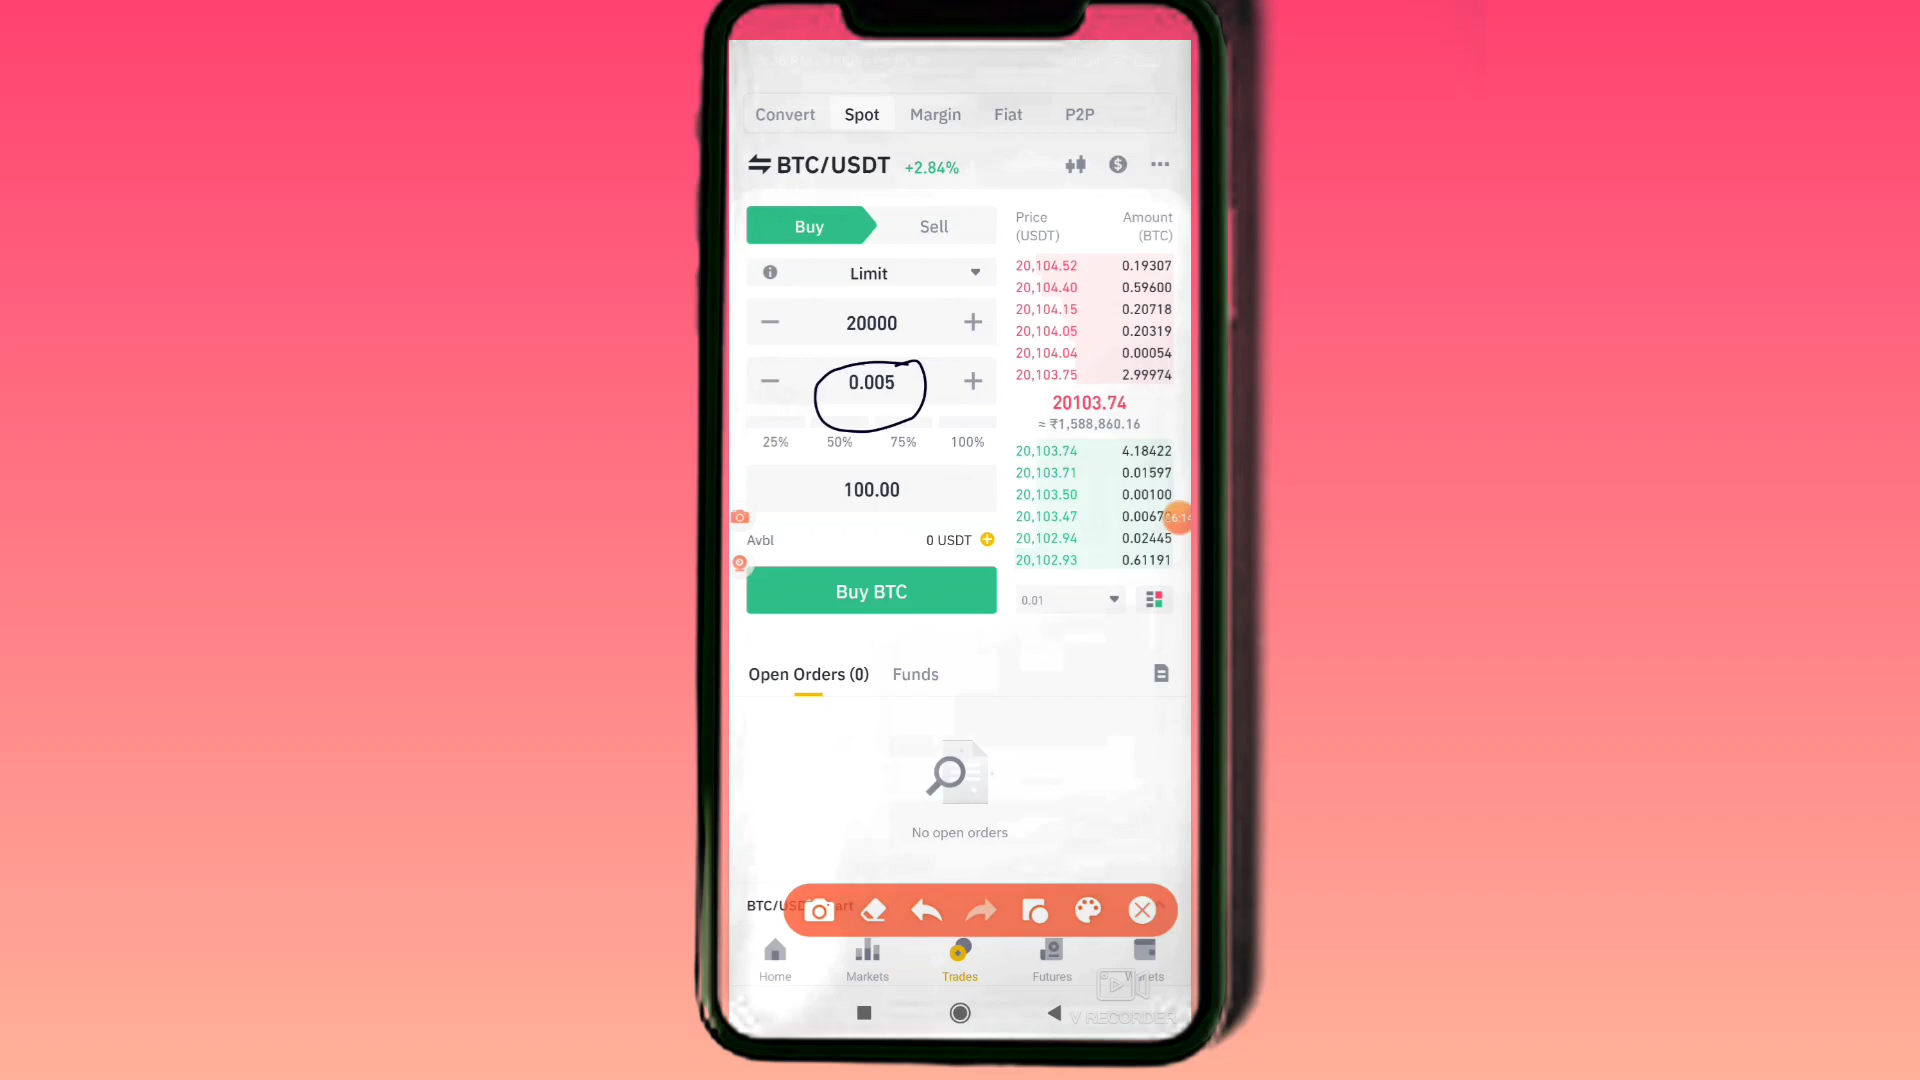 Convert Spot Margin Fiat P2P
BTC/USDT +2.84%
Buy Sell
Limit
20000
0.005
25% 50% 75% 100%
100.00
Avbl 0 USDT
Buy BTC
Price Amount
(USDT) (BTC)
20,104.52 0.19307
20,104.40 0.59600
20,104.15 0.20718
20,104.05 0.20319
20,104.04 0.00054
20,103.75 2.99974
20103.74
≈ ₹1,588,860.16
20,103.74 4.18422
20,103.71 0.01597
20,103.50 0.00100
20,103.47 0.0067
20,102.94 0.02445
20,102.93 0.61191
0.01
Open Orders (0) Funds
No open orders
Home Markets Trades Futures
V RECORDER